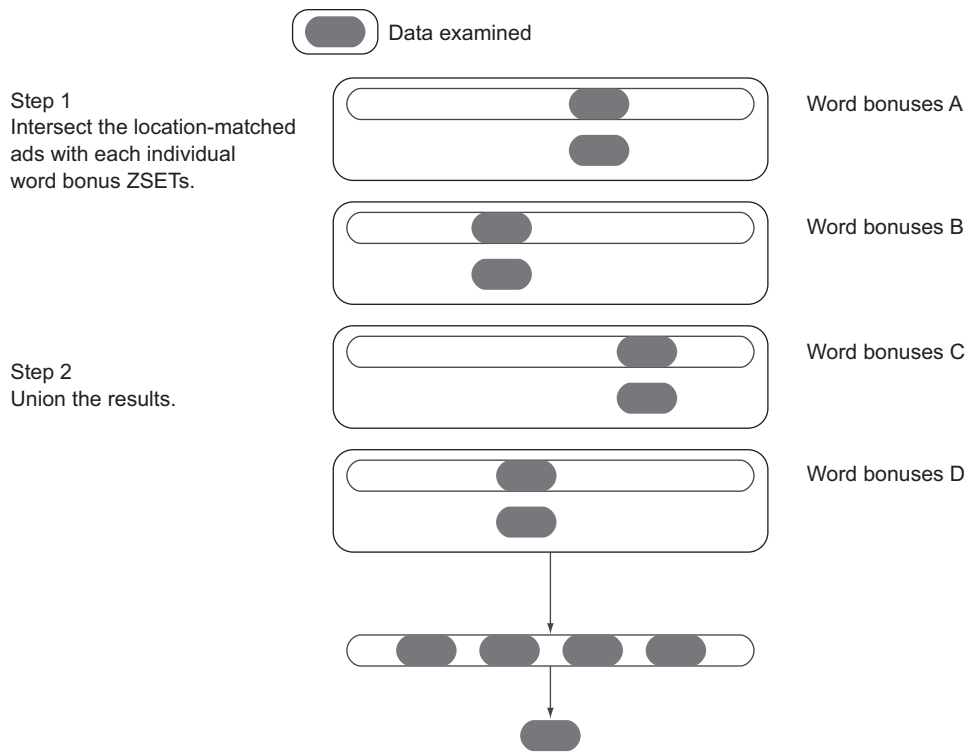 Data examined
Step 1
Intersect the location-matched
ads with each individual
word bonus ZSETs.
Word bonuses A
Word bonuses B
Word bonuses C
Step 2
Union the results.
Word bonuses D